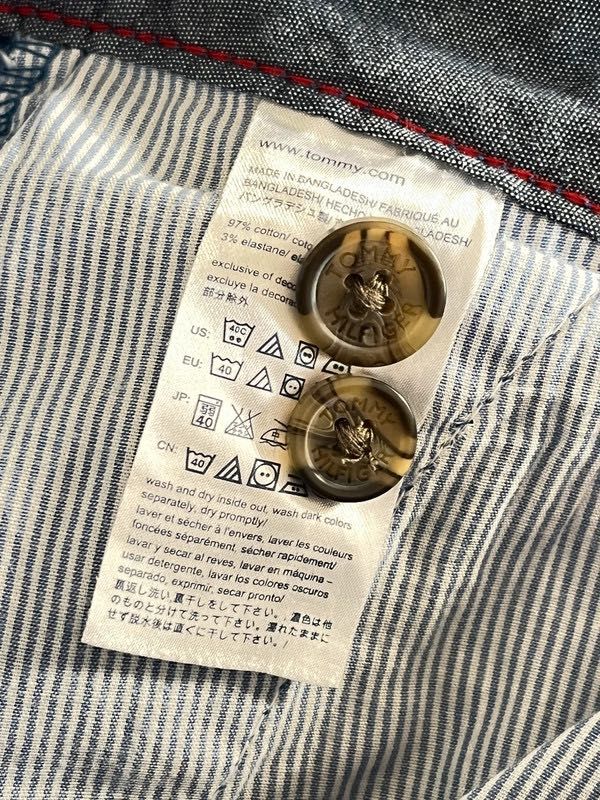 www.tommy.com
MADE IN BANGLADESH/ FABRIQUÉ AU
BANGLADESH/ HECHO BANGLADESH/
バングラデシュ製/
97% cotton/
3% elastane/
exclusive of
excluye la
部分除外
TOMMY
HILFIGER
US: 40C
EU: 40
JP: 40
CN: 40
TOMMY
HILFIGER
wash and dry inside out, wash dark colors
separately, dry promptly/
laver et sécher à l'envers, laver les couleurs
foncées séparément, sécher rapidement/
lavar y secar al reves, lavar en máquina –
usar detergente, lavar los colores oscuros
separado, exprimir, secar pronto/
裏返し洗い,裏干しをして下さい。濃色は他
のものと分けて洗って下さい。濡れたままに
せず脱水後は直ぐに干して下さい。